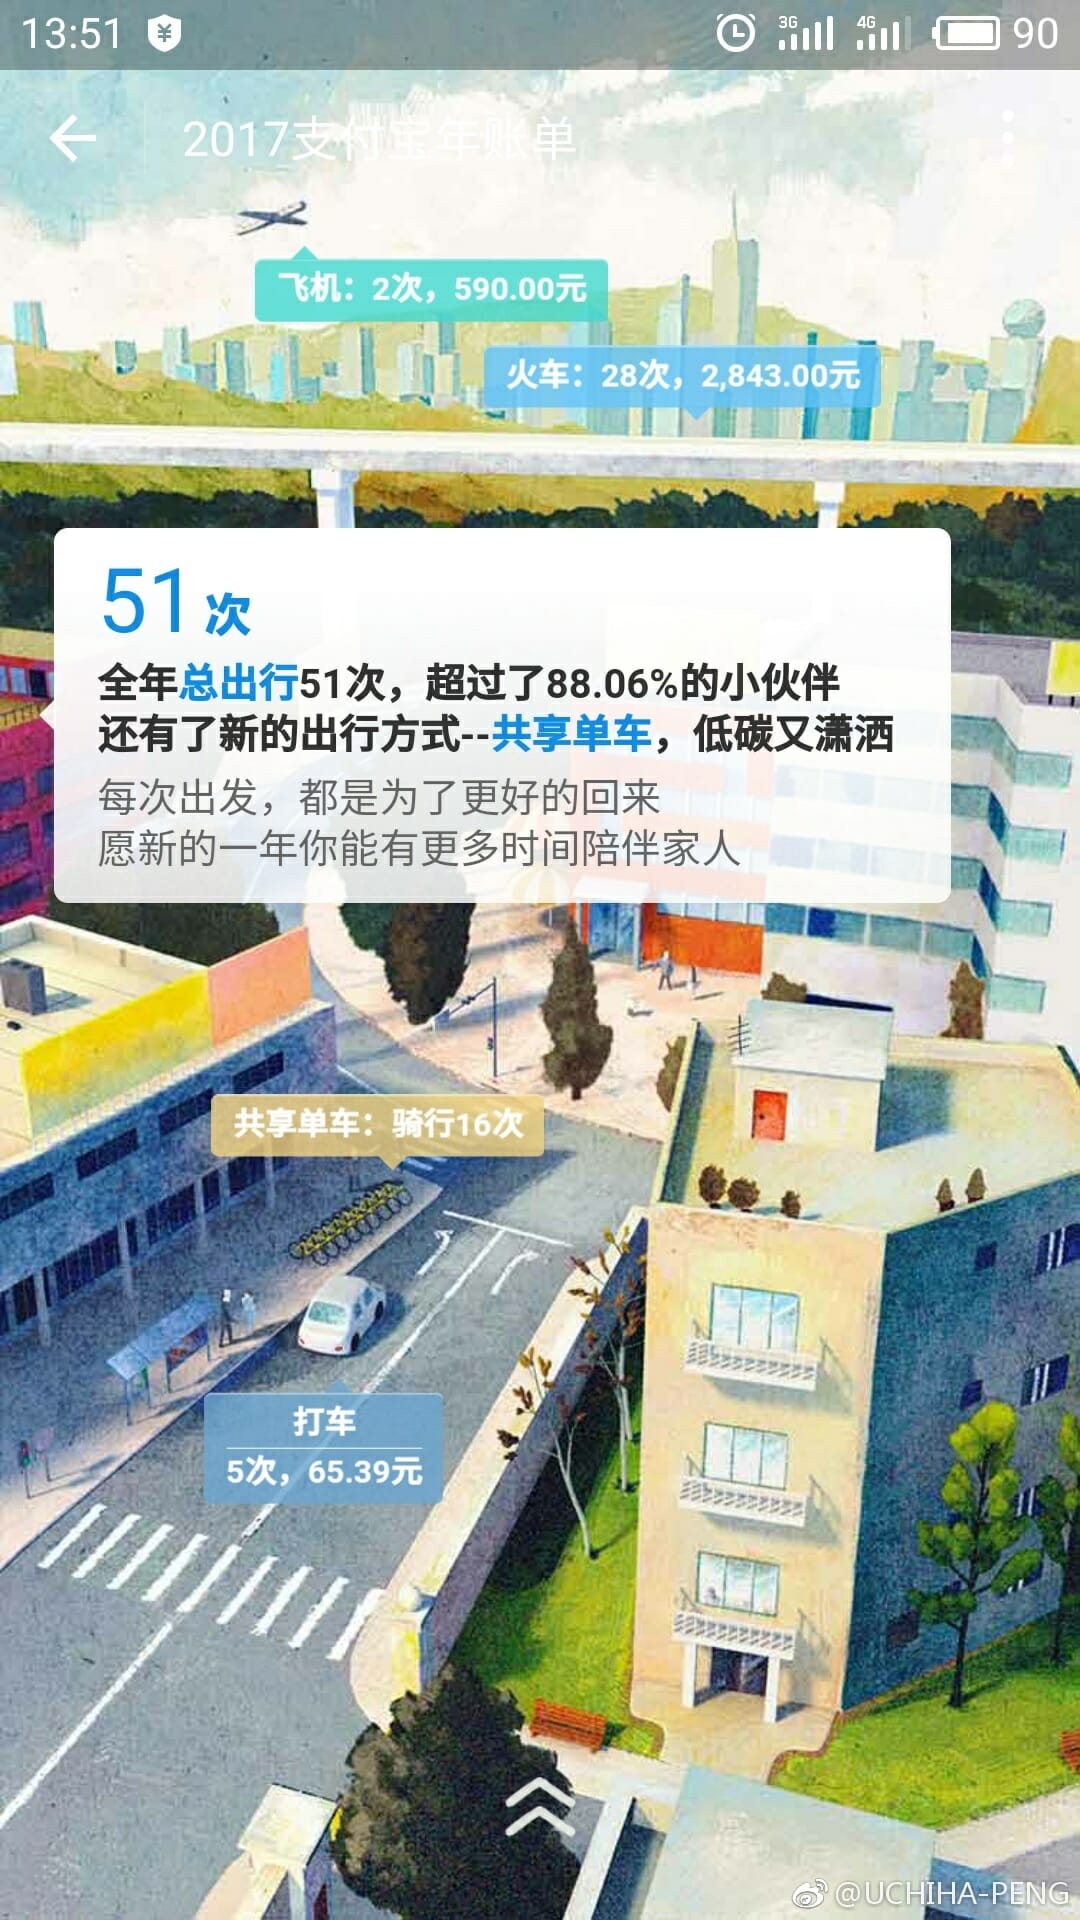 13:51
3G
4G
90
2017支付宝年账单
飞机：2次，590.00元
火车：28次，2,843.00元
51次
全年总出行51次，超过了88.06%的小伙伴
还有了新的出行方式--共享单车，低碳又潇洒
每次出发，都是为了更好的回来
愿新的一年你能有更多时间陪伴家人
共享单车：骑行16次
打车
5次，65.39元
@UCHIHA-PENG